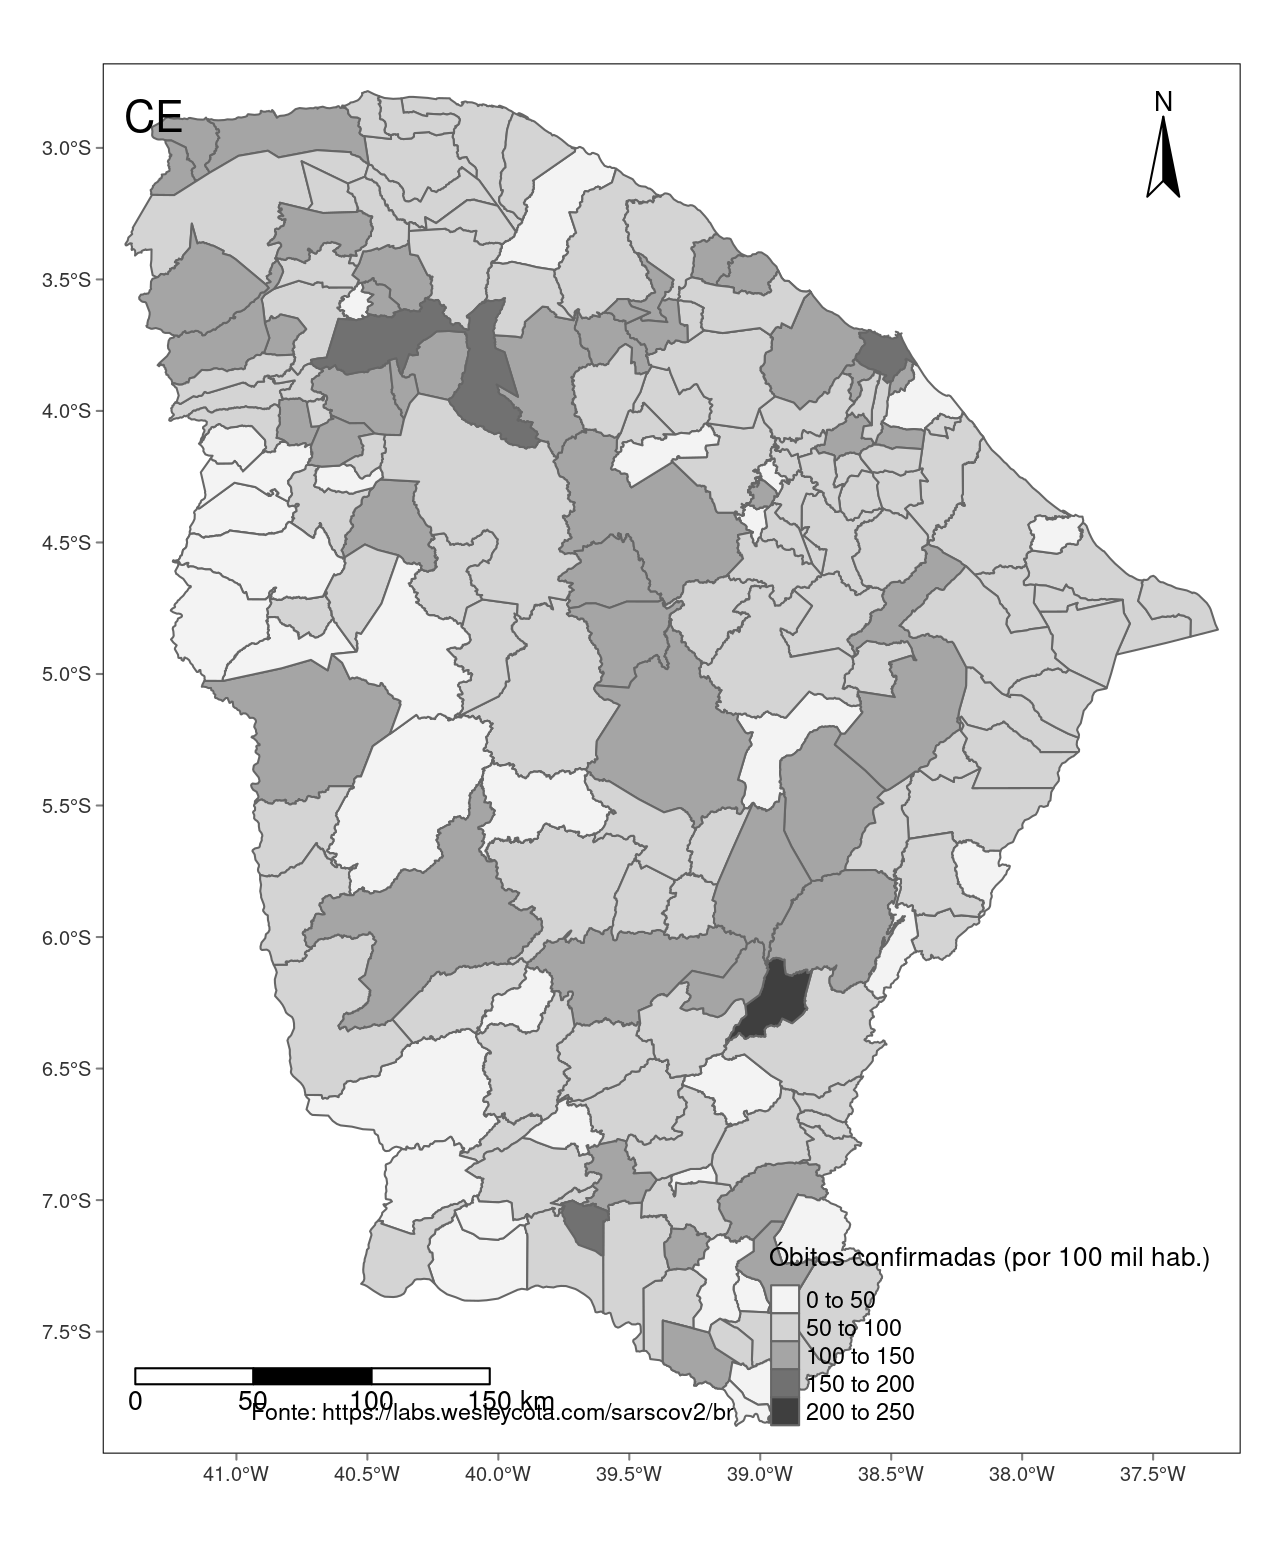 CE
N
3.0°S
3.5°S
4.0°S
4.5°S
5.0°S
5.5°S
6.0°S
6.5°S
7.0°S
7.5°S
Óbitos confirmadas (por 100 mil hab.)
0 to 50
50 to 100
100 to 150
150 to 200
200 to 250
0 50 100 150 km
Fonte: https://labs.wesleycota.com/sarscov2/br
41.0°W 40.5°W 40.0°W 39.5°W 39.0°W 38.5°W 38.0°W 37.5°W